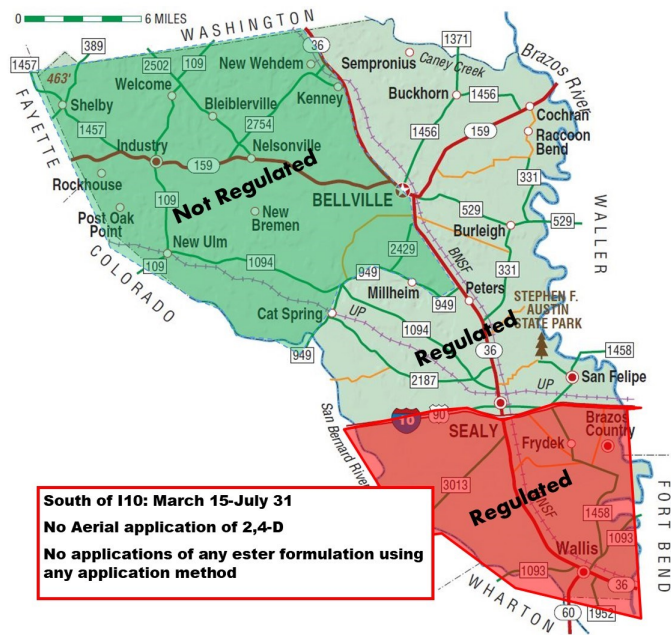 0 6 MILES
WASHINGTON
389
1457
463'
2502
109
New Wehdem
36
Sempronius
Caney Creek
1371
Brazos River
Welcome
Kenney
Buckhorn
1456
FAYETTE
Shelby
Bleiblerville
Cochran
1457
2754
1456
159
Raccoon
Bend
Industry
Nelsonville
159
Not Regulated
331
Rockhouse
109
BELLVILLE
WALLER
Post Oak
Point
New
Bremen
529
529
Burleigh
COLORADO
New Ulm
2429
BNSF
331
109
1094
949
Millheim
949
Peters
STEPHEN F.
AUSTIN
STATE PARK
Cat Spring
UP
1094
Regulated
36
1458
949
2187
UP
San Felipe
San Bernard River
10
90
SEALY
Brazos
Country
Frydek
3013
Regulated
BNSF
1458
1093
FORT BEND
Wallis
1093
36
WHARTON
60
1952
South of I10: March 15-July 31
No Aerial application of 2,4-D
No applications of any ester formulation using
any application method